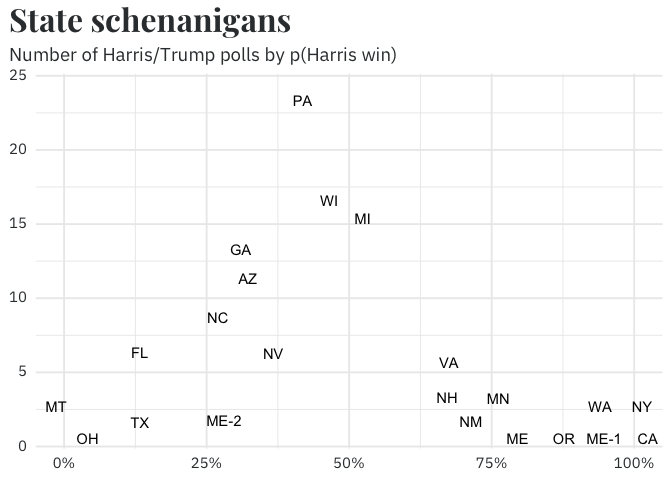 State schenanigans
Number of Harris/Trump polls by p(Harris win)
25
PA
20
WI
MI
15
GA
AZ
10
NC
FL
NV
VA
5
NH
MN
MT
WA
NY
TX
ME-2
NM
OH
ME
OR
ME-1
CA
0
0%
25%
50%
75%
100%